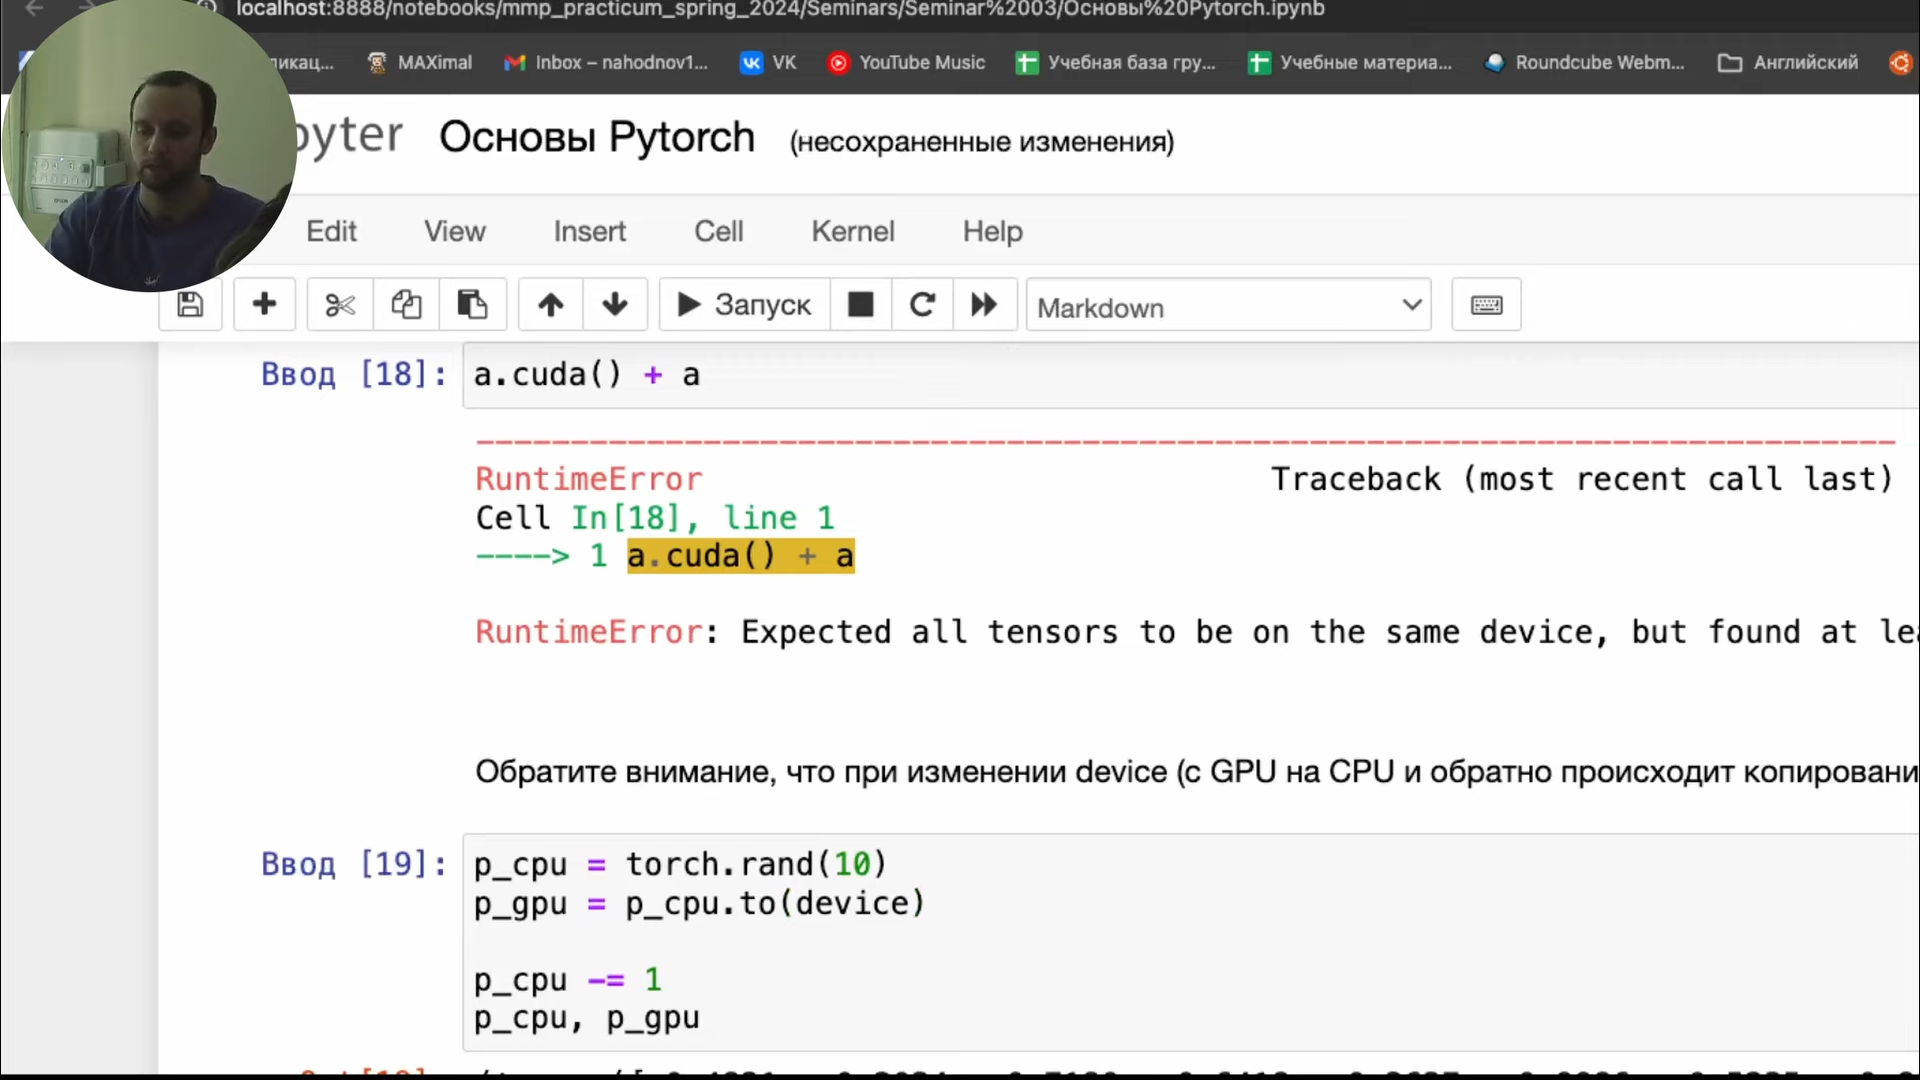 localhost:8888/notebooks/mmp_practicum_spring_2024/Seminars/Seminar%2003/Основы%20Pytorch.ipynb
ликац... MAXimal Inbox – nahodnov1... VK YouTube Music Учебная база гру... Учебные материа... Roundcube Webm... Английский
pyter Основы Pytorch (несохраненные изменения)
Edit View Insert Cell Kernel Help
Запуск Markdown
Ввод [18]: a.cuda() + a
RuntimeError Traceback (most recent call last)
Cell In[18], line 1
----> 1 a.cuda() + a
RuntimeError: Expected all tensors to be on the same device, but found at lea
Обратите внимание, что при изменении device (с GPU на CPU и обратно происходит копировани
Ввод [19]: p_cpu = torch.rand(10)
p_gpu = p_cpu.to(device)
p_cpu -= 1
p_cpu, p_gpu